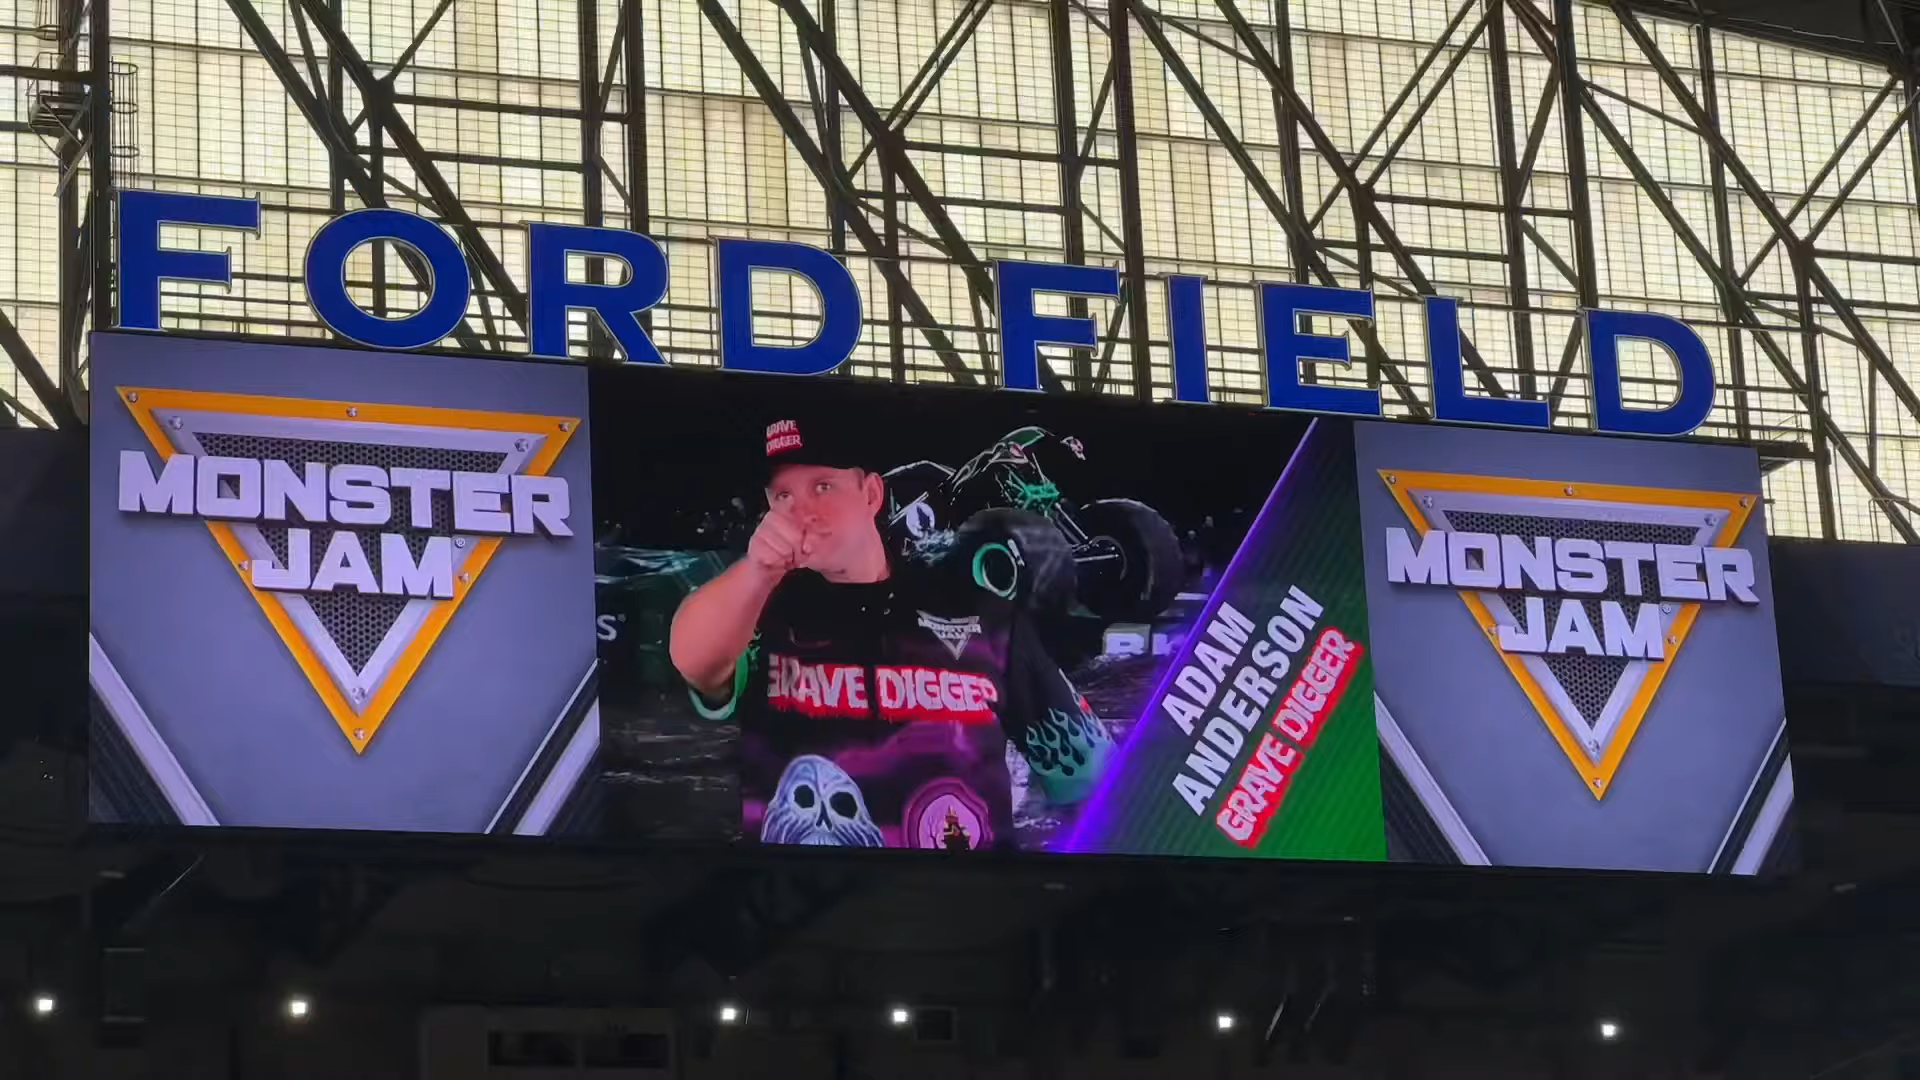 FORD FIELD
MONSTER
JAM
GRAVE
DIGGER
MONSTER
JAM
GRAVE DIGGER
ADAM
ANDERSON
GRAVE DIGGER
MONSTER
JAM